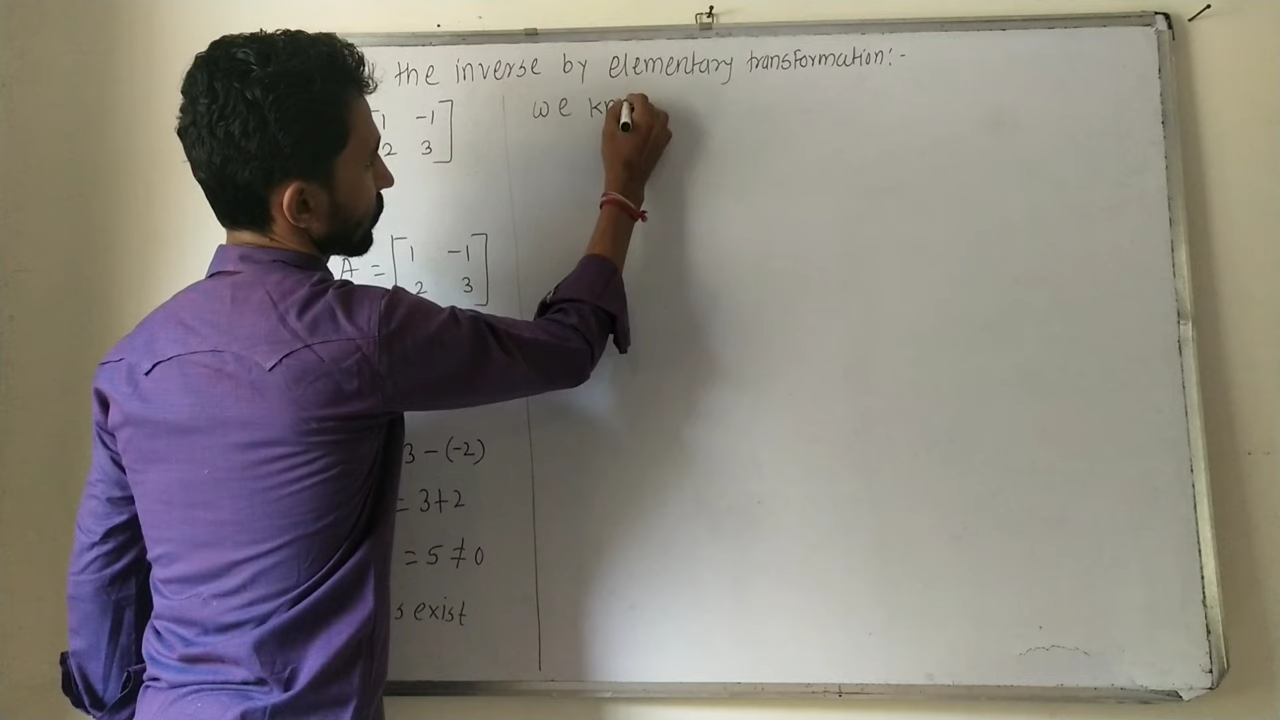 the inverse by elementary transformation:-
1 -1
2 3
we
A = [1 -1
2 3]
3 - (-2)
= 3+2
= 5 ≠ 0
exist